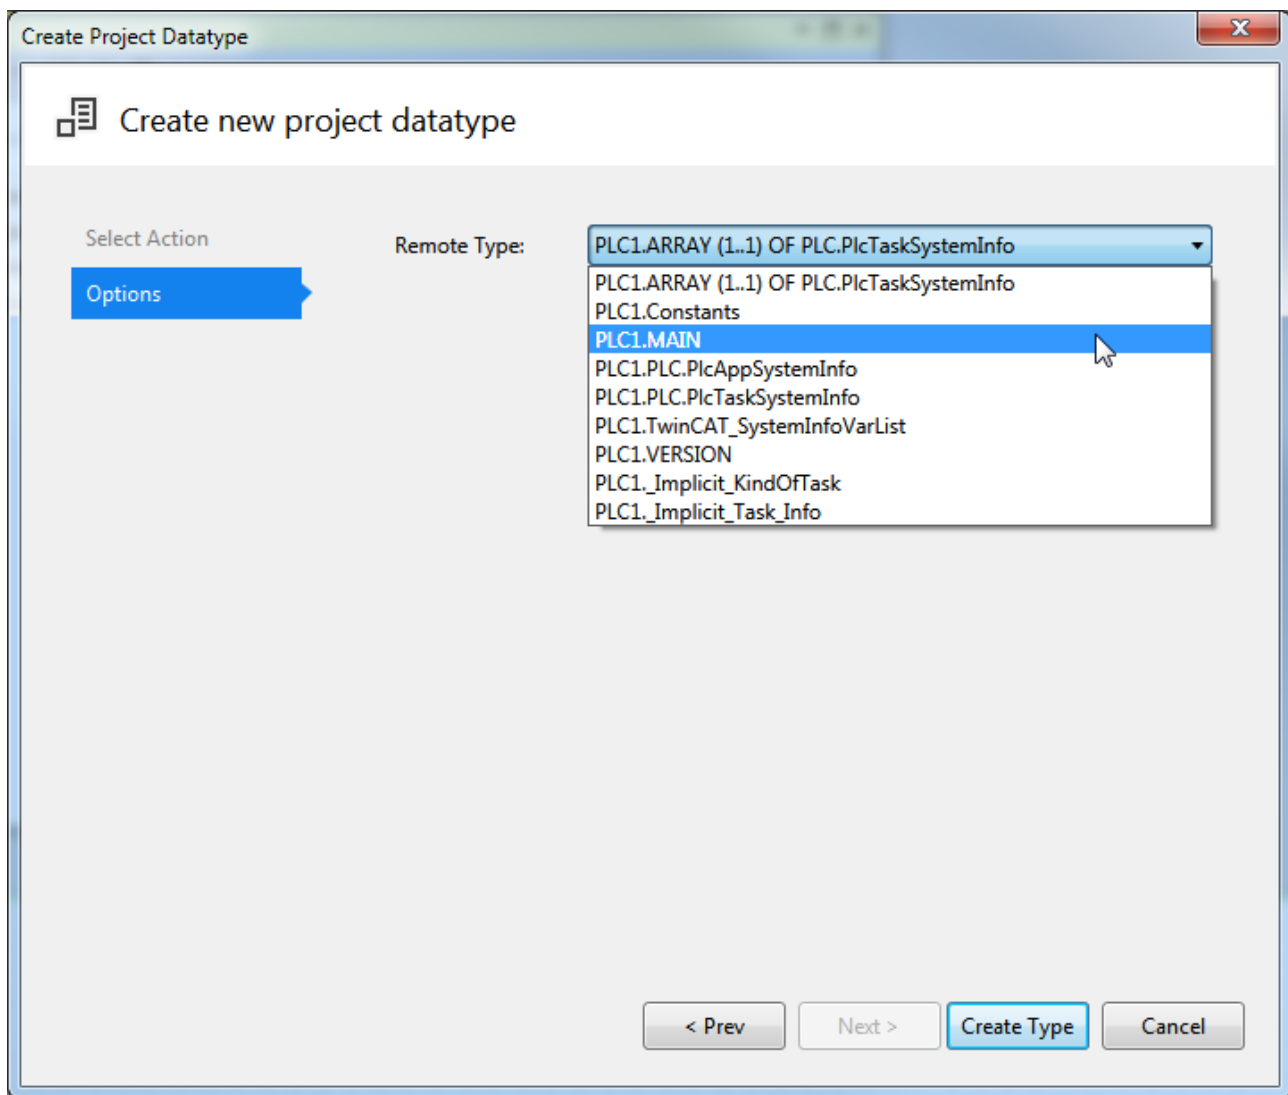 Create Project Datatype
X
Create new project datatype
Select Action
Options
Remote Type:
PLC1.ARRAY (1..1) OF PLC.PlcTaskSystemInfo
PLC1.ARRAY (1..1) OF PLC.PlcTaskSystemInfo
PLC1.Constants
PLC1.MAIN
PLC1.PLC.PlcAppSystemInfo
PLC1.PLC.PlcTaskSystemInfo
PLC1.TwinCAT_SystemInfoVarList
PLC1.VERSION
PLC1._Implicit_KindOfTask
PLC1._Implicit_Task_Info
< Prev
Next >
Create Type
Cancel